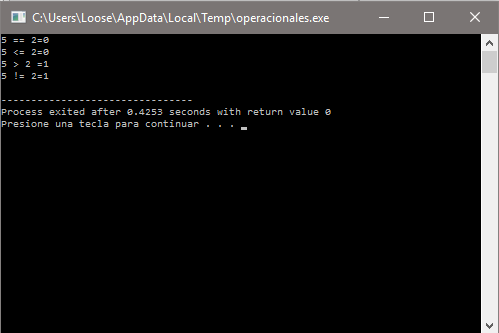 C:\Users\Loose\AppData\Local\Temp\operacionales.exe
5 == 2=0
5 <= 2=0
5 > 2 =1
5 != 2=1
--------------------------------
Process exited after 0.4253 seconds with return value 0
Presione una tecla para continuar . . .